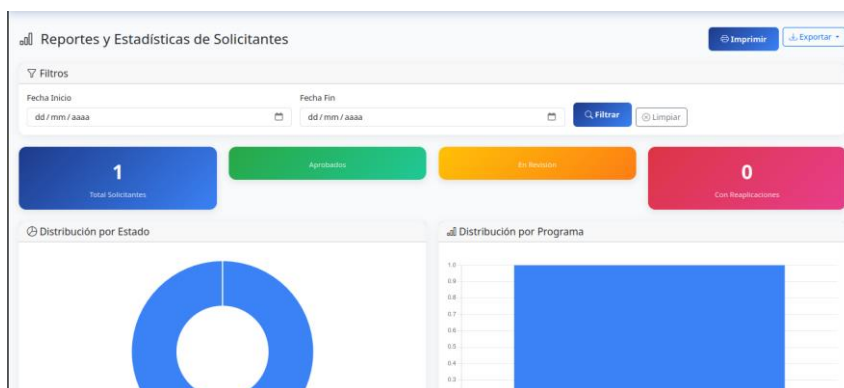 Reportes y Estadísticas de Solicitantes
Imprimir
Exportar
Filtros
Fecha Inicio
Fecha Fin
dd / mm / aaaa
dd / mm / aaaa
Filtrar
Limpiar
1
Total Solicitantes
Aprobados
En Revisión
0
Con Reaplicaciones
Distribución por Estado
Distribución por Programa
1.0
0.9
0.8
0.7
0.6
0.5
0.4
0.3